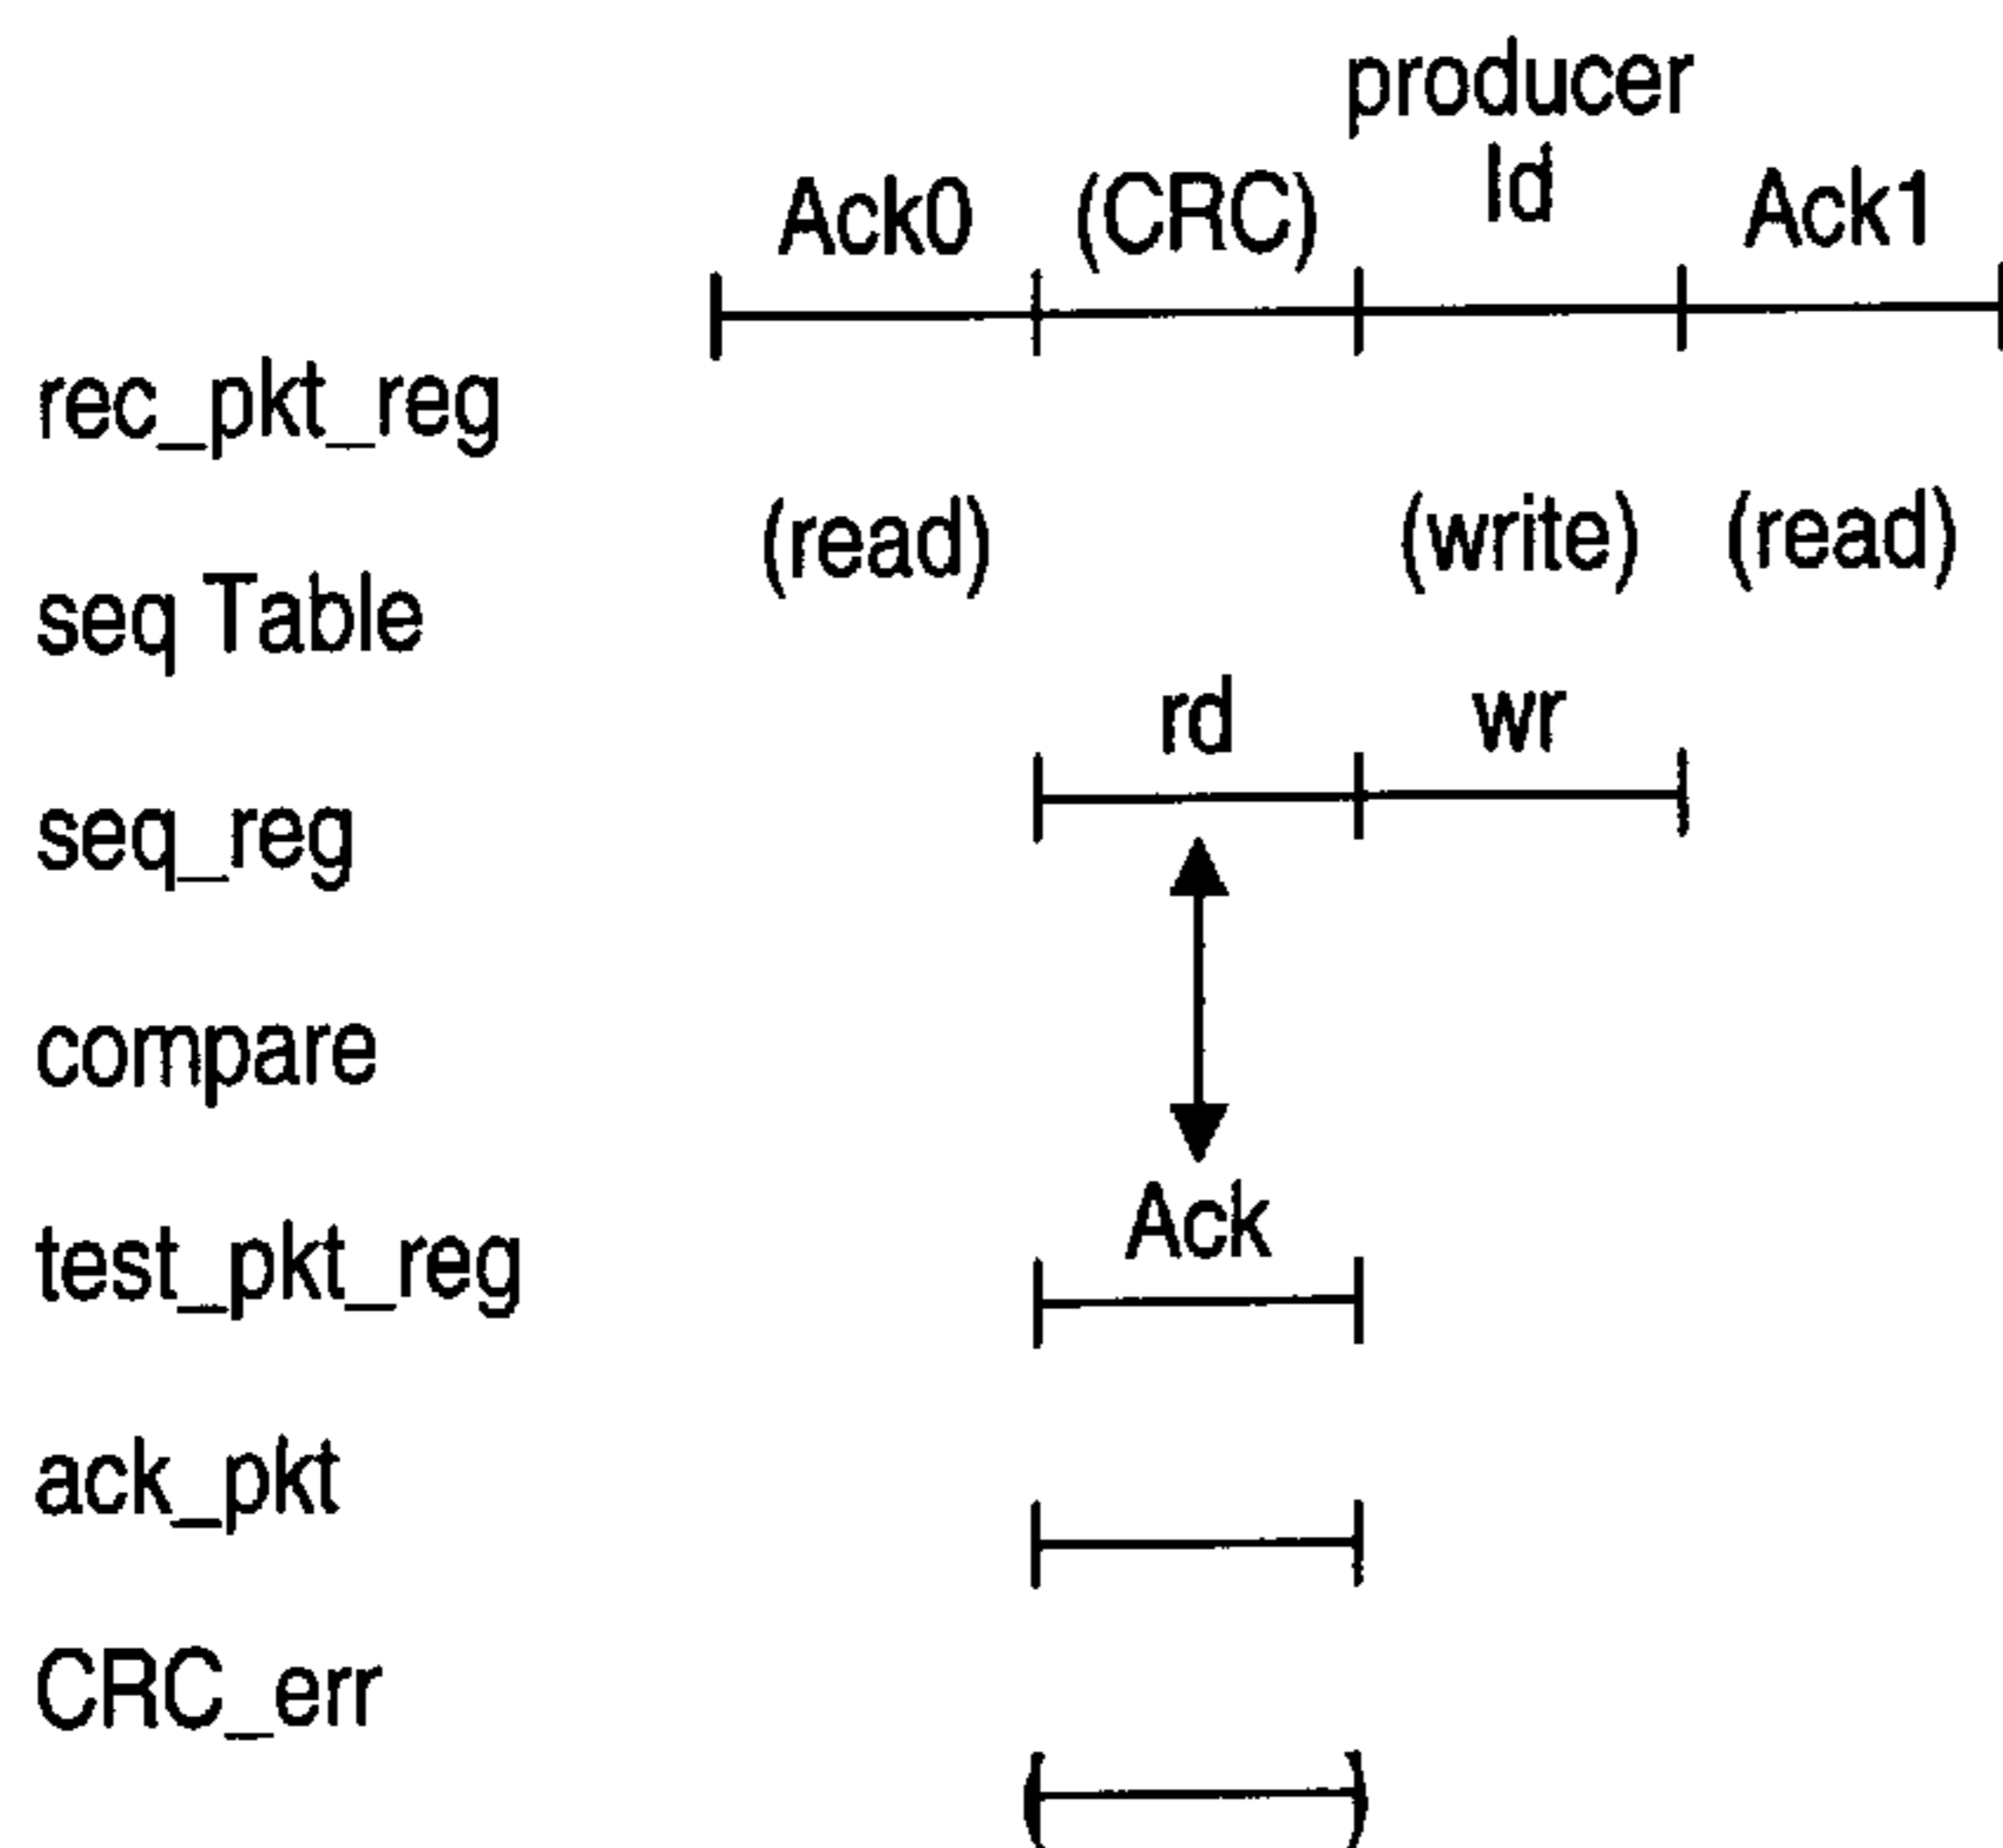 producer
Ack0 (CRC) Id Ack1
rec_pkt_reg
(read) (write) (read)
seq Table
rd wr
seq_reg
compare
Ack
test_pkt_reg
ack_pkt
CRC_err
( )